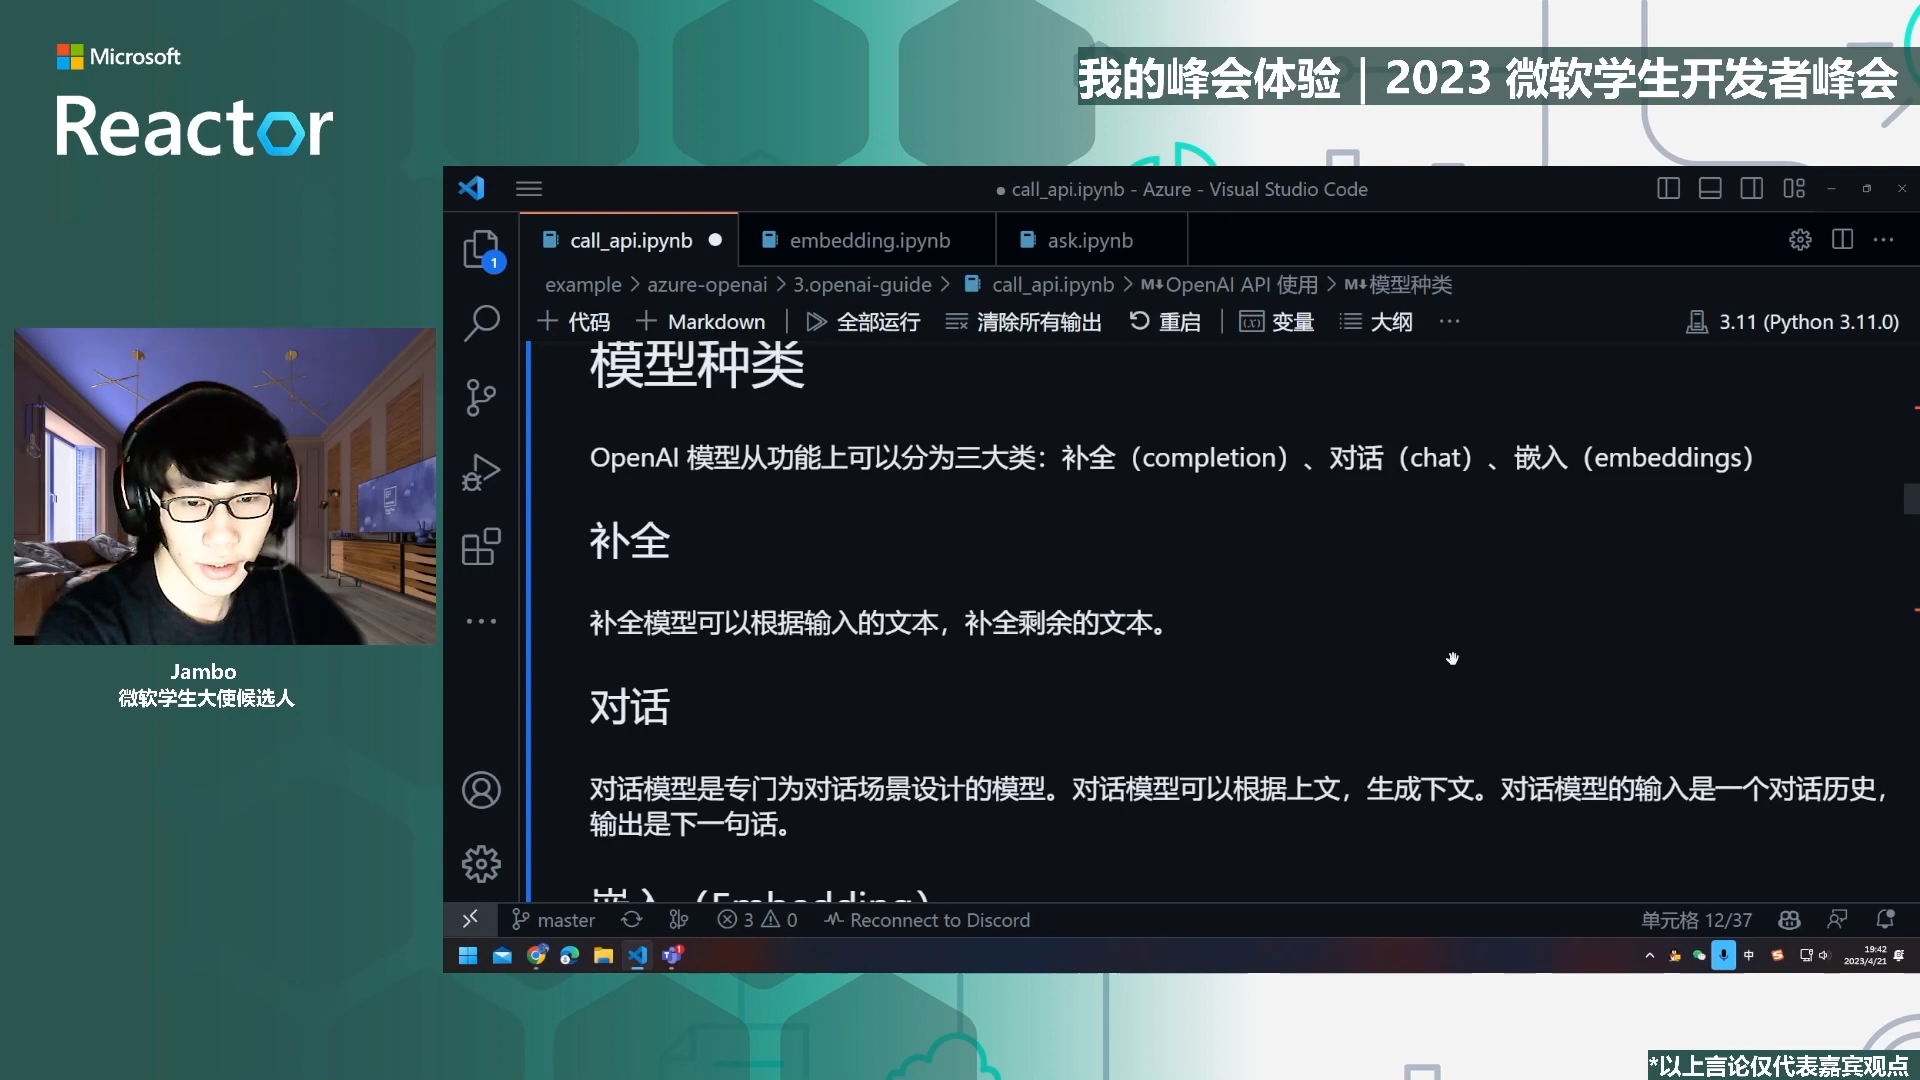 Microsoft
Reactor
我的峰会体验｜2023 微软学生开发者峰会
call_api.ipynb - Azure - Visual Studio Code
call_api.ipynb
embedding.ipynb
ask.ipynb
example > azure-openai > 3.openai-guide > call_api.ipynb > M↓OpenAI API 使用 > M↓模型种类
代码 Markdown 全部运行 清除所有输出 重启 变量 大纲 ··· 3.11 (Python 3.11.0)
1
模型种类
OpenAI 模型从功能上可以分为三大类：补全（completion）、对话（chat）、嵌入（embeddings）
补全
补全模型可以根据输入的文本，补全剩余的文本。
对话
对话模型是专门为对话场景设计的模型。对话模型可以根据上文，生成下文。对话模型的输入是一个对话历史，
输出是下一句话。
嵌入（Embedding）
Jambo
微软学生大使候选人
master 3 0 Reconnect to Discord 单元格 12/37
中
19:42
2023/4/21
*以上言论仅代表嘉宾观点